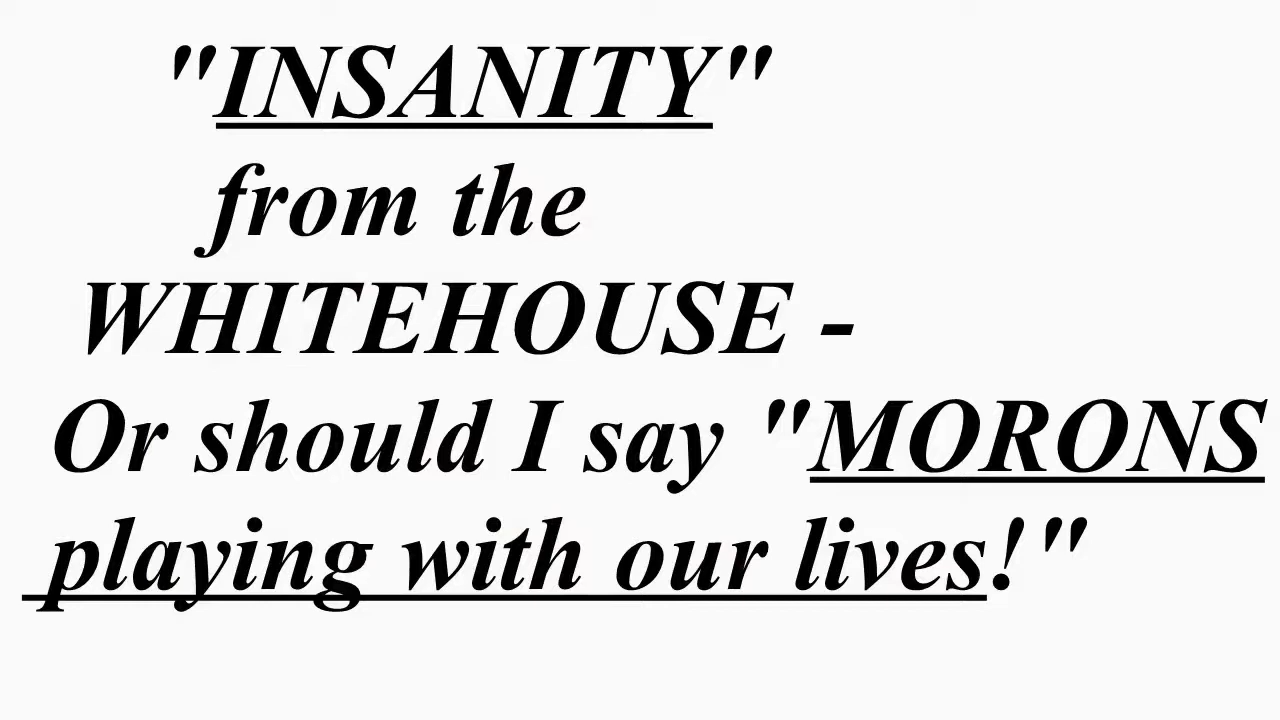 "INSANITY"
from the
WHITEHOUSE -
Or should I say "MORONS
playing with our lives!"